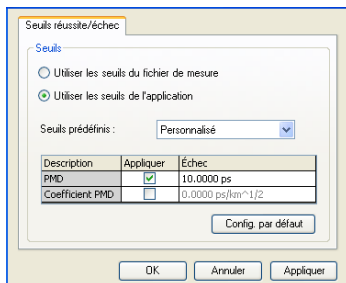 Seuils réussite/échec
Seuils
Utiliser les seuils du fichier de mesure
Utiliser les seuils de l'application
Seuils prédéfinis : Personnalisé
Description Appliquer Échec
PMD 10.0000 ps
Coefficient PMD 0.0000 ps/km^1/2
Config. par défaut
OK Annuler Appliquer